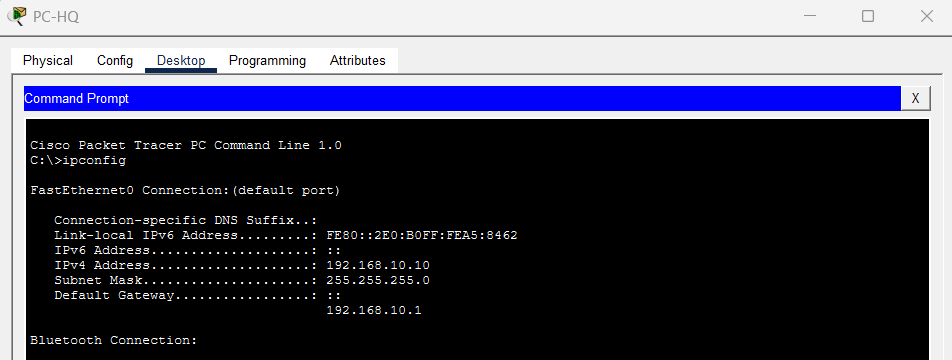 PC-HQ
Physical Config Desktop Programming Attributes
Command Prompt X
Cisco Packet Tracer PC Command Line 1.0
C:\>ipconfig
FastEthernet0 Connection:(default port)
Connection-specific DNS Suffix..:
Link-local IPv6 Address.........: FE80::2E0:B0FF:FEA5:8462
IPv6 Address....................: ::
IPv4 Address....................: 192.168.10.10
Subnet Mask.....................: 255.255.255.0
Default Gateway.................: ::
192.168.10.1
Bluetooth Connection: